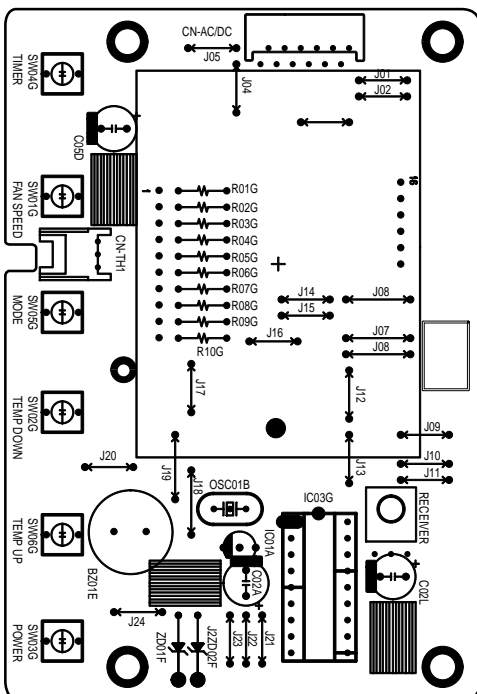 CN-AC/DC
J05
J04
J01
J02
SW04G
TIMER
C05D
+
1
16
SW01G
FAN SPEED
CN-TH1
R01G
R02G
R03G
R04G
R05G
R06G
R07G
R08G
R09G
R10G
SW05G
MODE
J14
J15
J16
J08
J07
J08
J17
J12
SW02G
TEMP DOWN
J09
J10
J11
J20
J19
J18
J13
OSC01B
IC03G
RECEIVER
SW06G
TEMP UP
BZ01E
IC01A
C02A
+
C02L
+
J24
ZD01F
J2ZD02F
J23
J22
J21
SW03G
POWER